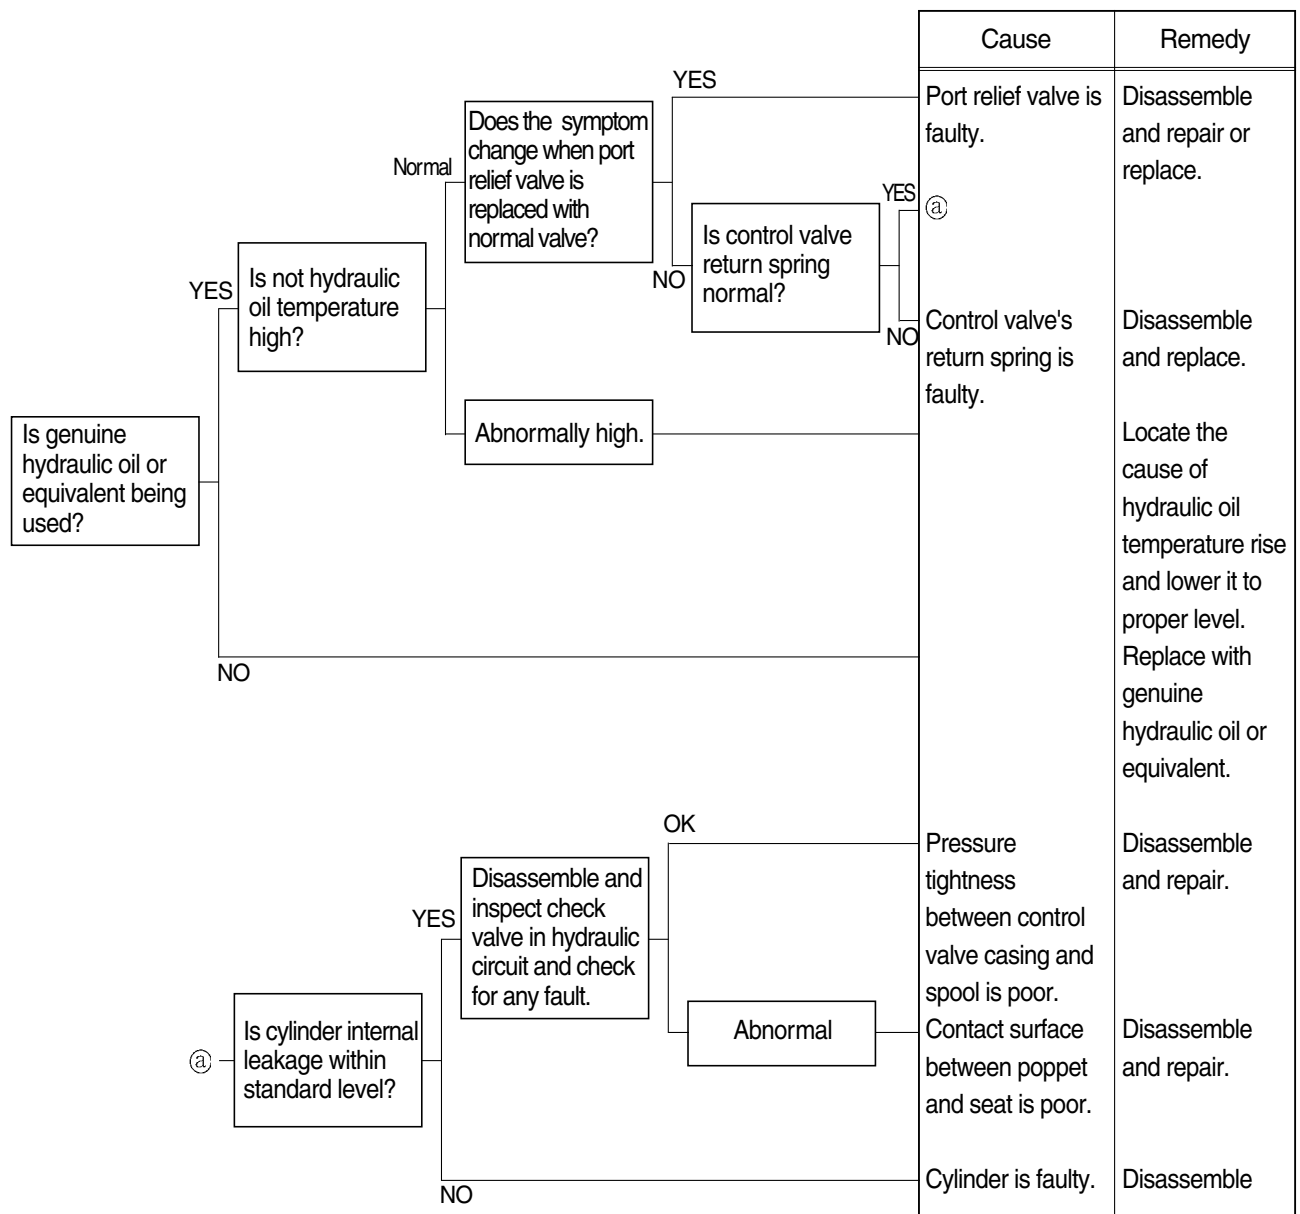 Cause
Remedy
YES
Port relief valve is
faulty.
Disassemble
and repair or
replace.
Does the symptom
change when port
relief valve is
replaced with
normal valve?
Normal
YES
ⓐ
Is control valve
return spring
normal?
NO
Is not hydraulic
oil temperature
high?
YES
NO
Control valve's
return spring is
faulty.
Disassemble
and replace.
Abnormally high.
Is genuine
hydraulic oil or
equivalent being
used?
Locate the
cause of
hydraulic oil
temperature rise
and lower it to
proper level.
NO
Replace with
genuine
hydraulic oil or
equivalent.
OK
Pressure
tightness
between control
valve casing and
spool is poor.
Disassemble
and repair.
Disassemble and
inspect check
valve in hydraulic
circuit and check
for any fault.
YES
Abnormal
Contact surface
between poppet
and seat is poor.
Disassemble
and repair.
ⓐ
Is cylinder internal
leakage within
standard level?
NO
Cylinder is faulty.
Disassemble